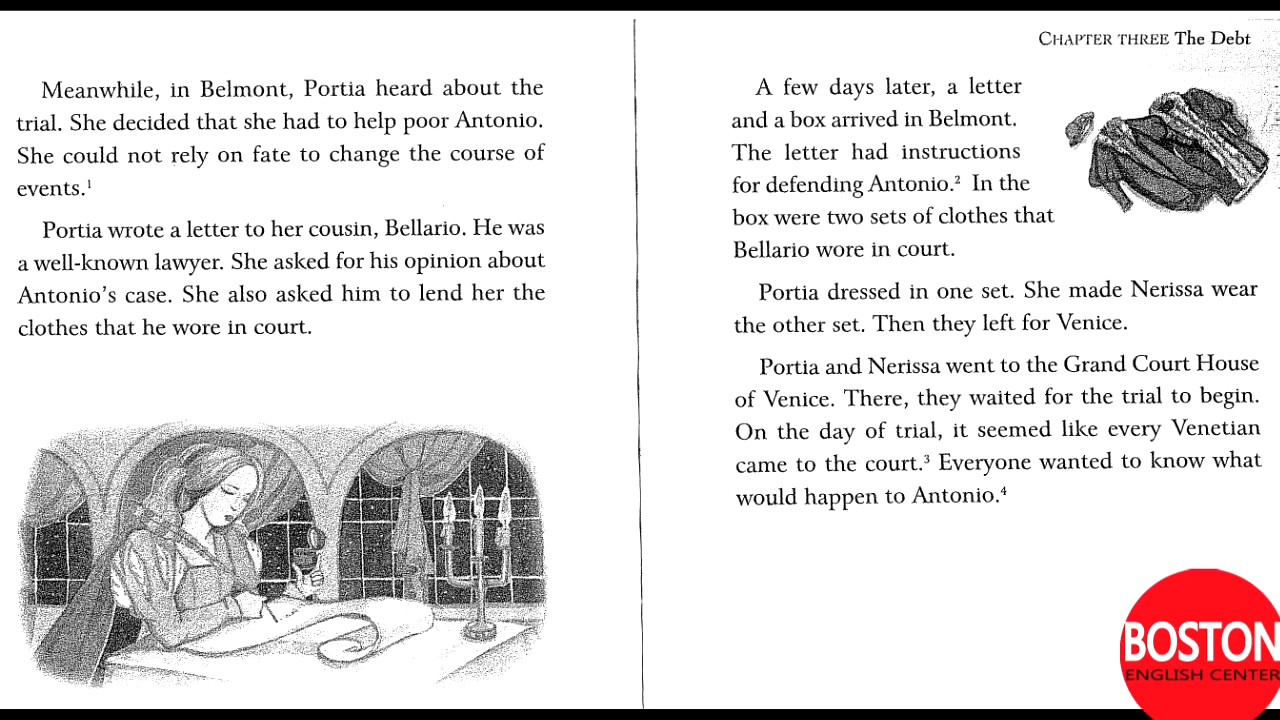 Meanwhile, in Belmont, Portia heard about the
trial. She decided that she had to help poor Antonio.
She could not rely on fate to change the course of
events.¹
Portia wrote a letter to her cousin, Bellario. He was
a well-known lawyer. She asked for his opinion about
Antonio's case. She also asked him to lend her the
clothes that he wore in court.
CHAPTER THREE The Debt
A few days later, a letter
and a box arrived in Belmont.
The letter had instructions
for defending Antonio.² In the
box were two sets of clothes that
Bellario wore in court.
Portia dressed in one set. She made Nerissa wear
the other set. Then they left for Venice.
Portia and Nerissa went to the Grand Court House
of Venice. There, they waited for the trial to begin.
On the day of trial, it seemed like every Venetian
came to the court.³ Everyone wanted to know what
would happen to Antonio.⁴
BOSTON
ENGLISH CENTER